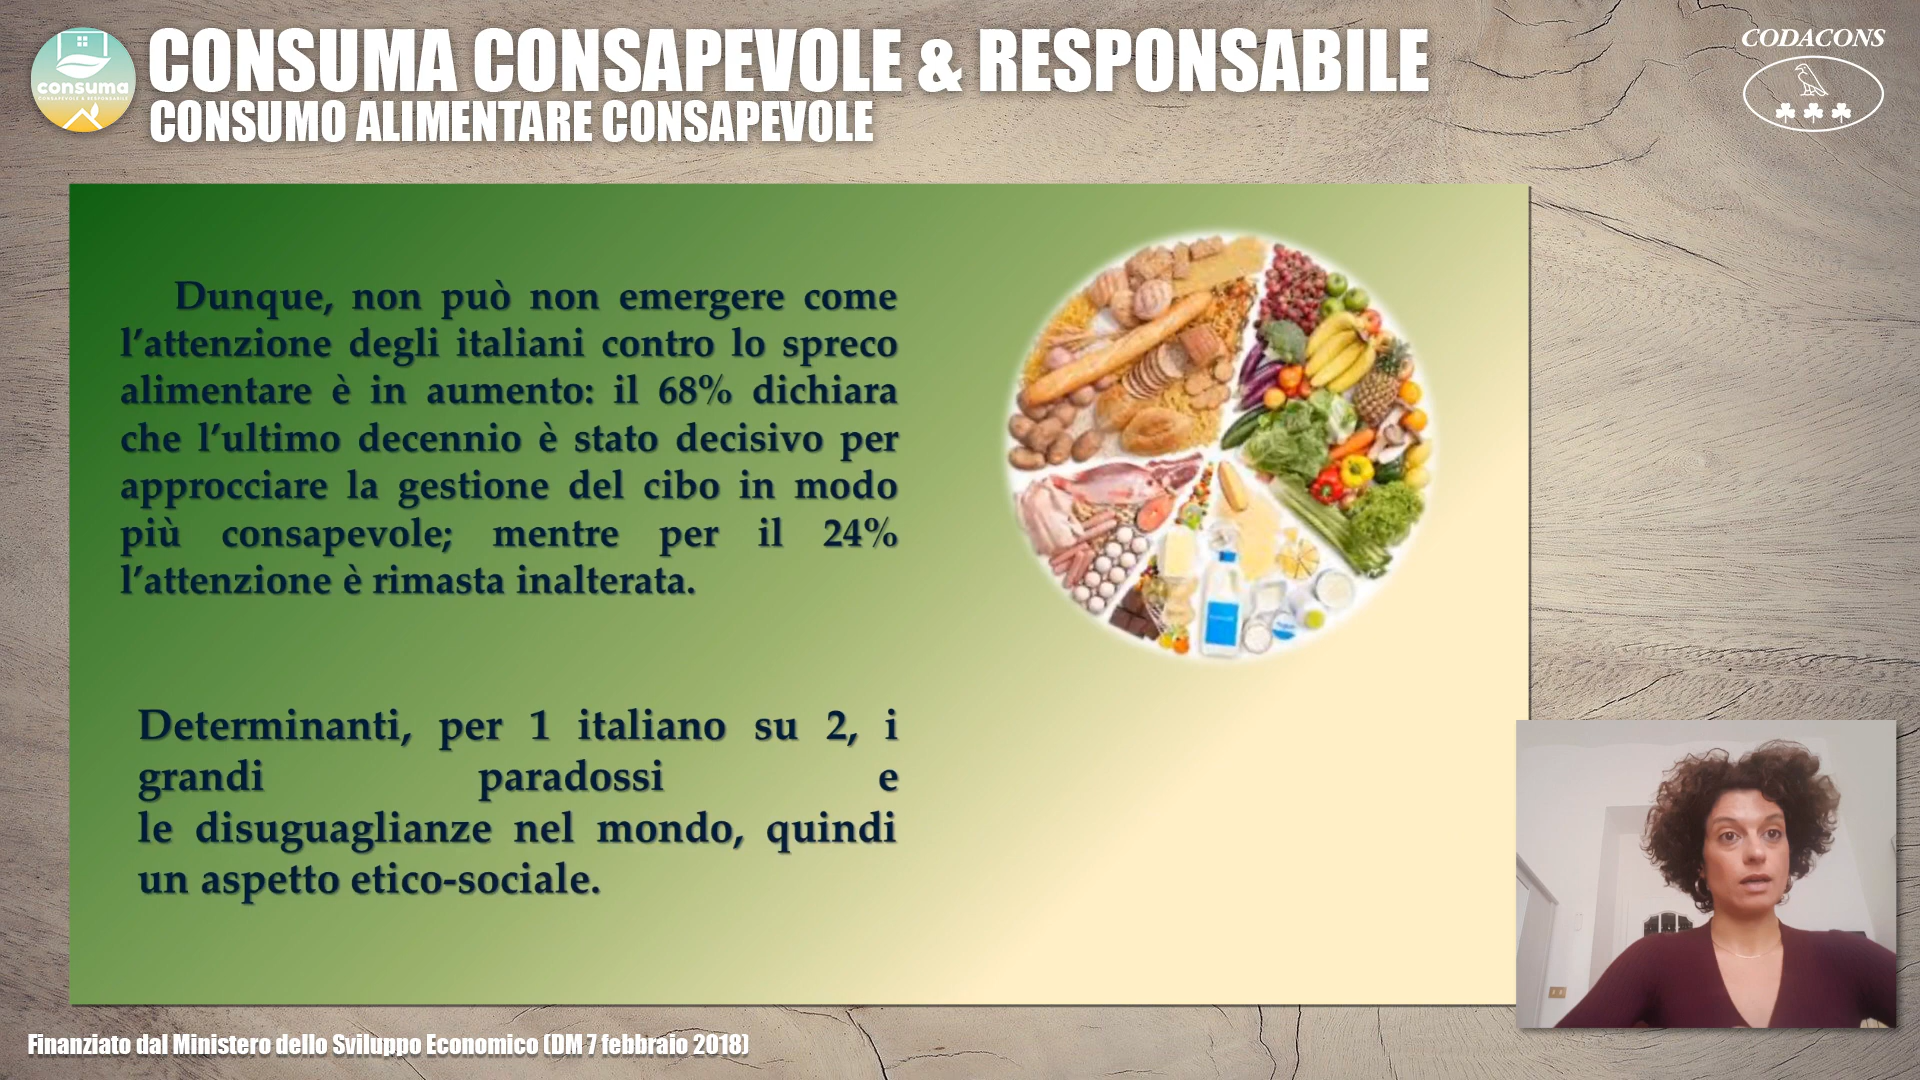 CONSUMA CONSAPEVOLE & RESPONSABILE
CONSUMO ALIMENTARE CONSAPEVOLE
consuma
CONSAPEVOLE & RESPONSABILE
CODACONS
Dunque, non può non emergere come
l’attenzione degli italiani contro lo spreco
alimentare è in aumento: il 68% dichiara
che l’ultimo decennio è stato decisivo per
approcciare la gestione del cibo in modo
più consapevole; mentre per il 24%
l’attenzione è rimasta inalterata.
Determinanti, per 1 italiano su 2, i
grandi paradossi e
le disuguaglianze nel mondo, quindi
un aspetto etico-sociale.
Finanziato dal Ministero dello Sviluppo Economico (DM 7 febbraio 2018)